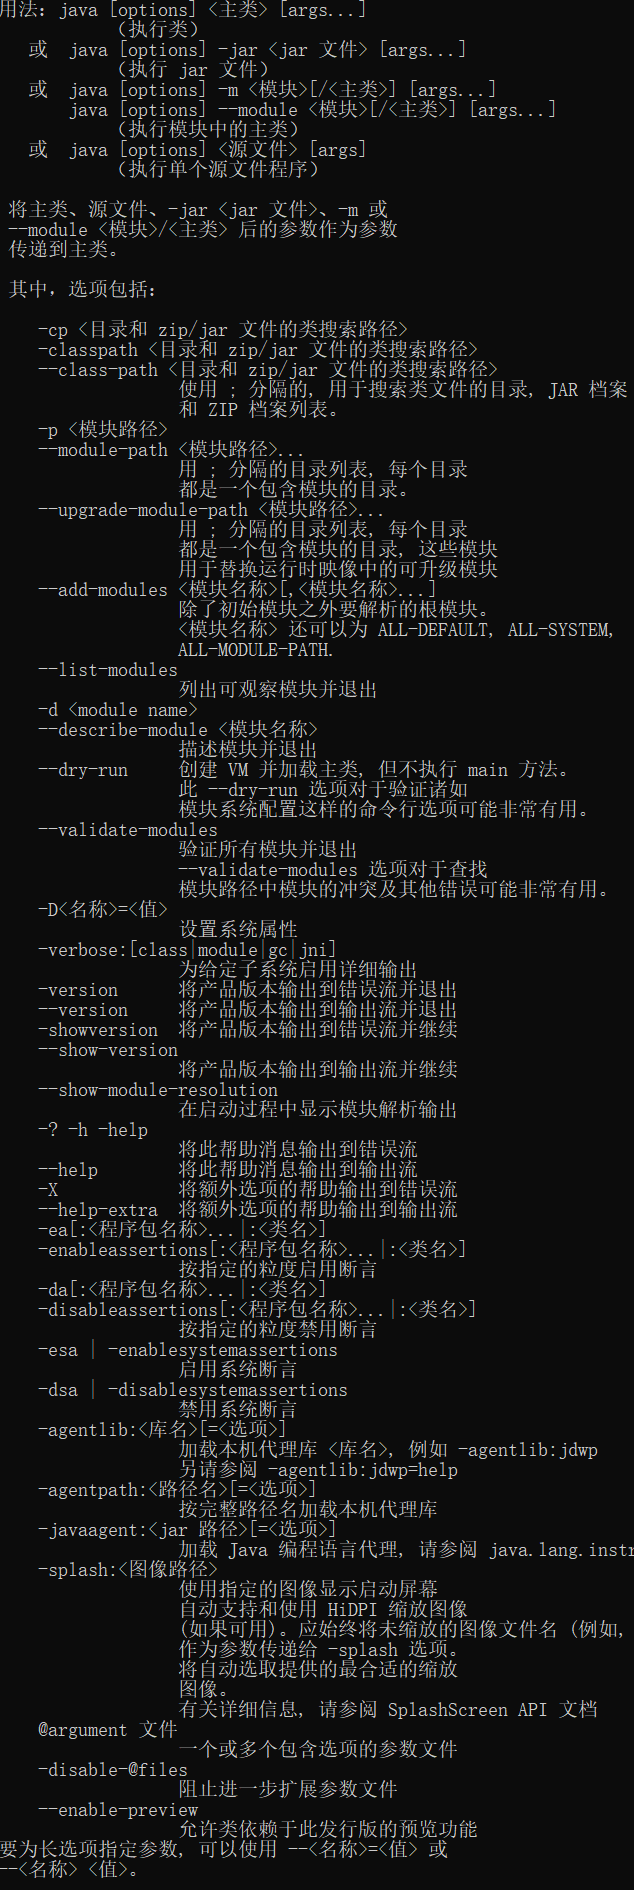 用法：java [options] <主类> [args...]
（执行类）
或 java [options] -jar <jar 文件> [args...]
（执行 jar 文件）
或 java [options] -m <模块>[/<主类>] [args...]
java [options] --module <模块>[/<主类>] [args...]
（执行模块中的主类）
或 java [options] <源文件> [args]
（执行单个源文件程序）
将主类、源文件、-jar <jar 文件>、-m 或
--module <模块>/<主类> 后的参数作为参数
传递到主类。
其中，选项包括：
-cp <目录和 zip/jar 文件的类搜索路径>
-classpath <目录和 zip/jar 文件的类搜索路径>
--class-path <目录和 zip/jar 文件的类搜索路径>
使用 ; 分隔的, 用于搜索类文件的目录, JAR 档案
和 ZIP 档案列表。
-p <模块路径>
--module-path <模块路径>...
用 ; 分隔的目录列表, 每个目录
都是一个包含模块的目录。
--upgrade-module-path <模块路径>...
用 ; 分隔的目录列表, 每个目录
都是一个包含模块的目录, 这些模块
用于替换运行时映像中的可升级模块
--add-modules <模块名称>[,<模块名称>...]
除了初始模块之外要解析的根模块。
<模块名称> 还可以为 ALL-DEFAULT, ALL-SYSTEM,
ALL-MODULE-PATH.
--list-modules
列出可观察模块并退出
-d <module name>
--describe-module <模块名称>
描述模块并退出
--dry-run 创建 VM 并加载主类, 但不执行 main 方法。
此 --dry-run 选项对于验证诸如
模块系统配置这样的命令行选项可能非常有用。
--validate-modules
验证所有模块并退出
--validate-modules 选项对于查找
模块路径中模块的冲突及其他错误可能非常有用。
-D<名称>=<值>
设置系统属性
-verbose:[class|module|gc|jni]
为给定子系统启用详细输出
-version 将产品版本输出到错误流并退出
--version 将产品版本输出到输出流并退出
-showversion 将产品版本输出到错误流并继续
--show-version
将产品版本输出到输出流并继续
--show-module-resolution
在启动过程中显示模块解析输出
-? -h -help
将此帮助消息输出到错误流
--help 将此帮助消息输出到输出流
-X 将额外选项的帮助输出到错误流
--help-extra 将额外选项的帮助输出到输出流
-ea[:<程序包名称>...|:<类名>]
-enableassertions[:<程序包名称>...|:<类名>]
按指定的粒度启用断言
-da[:<程序包名称>...|:<类名>]
-disableassertions[:<程序包名称>...|:<类名>]
按指定的粒度禁用断言
-esa | -enablesystemassertions
启用系统断言
-dsa | -disablesystemassertions
禁用系统断言
-agentlib:<库名>[=<选项>]
加载本机代理库 <库名>, 例如 -agentlib:jdwp
另请参阅 -agentlib:jdwp=help
-agentpath:<路径名>[=<选项>]
按完整路径名加载本机代理库
-javaagent:<jar 路径>[=<选项>]
加载 Java 编程语言代理, 请参阅 java.lang.instr
-splash:<图像路径>
使用指定的图像显示启动屏幕
自动支持和使用 HiDPI 缩放图像
(如果可用)。应始终将未缩放的图像文件名 (例如,
作为参数传递给 -splash 选项。
将自动选取提供的最合适的缩放
图像。
有关详细信息, 请参阅 SplashScreen API 文档
@argument 文件
一个或多个包含选项的参数文件
-disable-@files
阻止进一步扩展参数文件
--enable-preview
允许类依赖于此发行版的预览功能
要为长选项指定参数, 可以使用 --<名称>=<值> 或
--<名称> <值>。